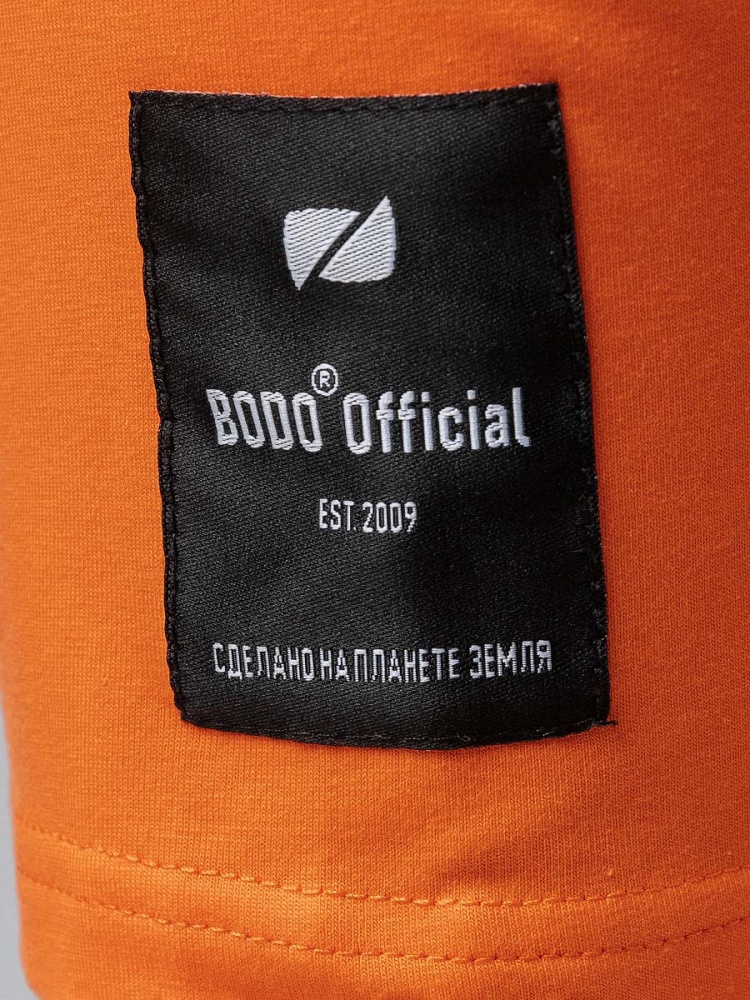 BODO® Official
EST. 2009
СДЕЛАНО НА ПЛАНЕТЕ ЗЕМЛЯ